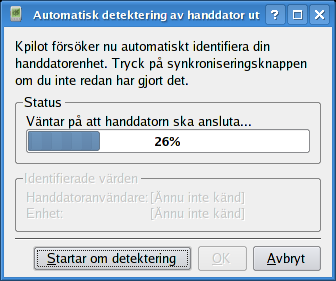 Automatisk detektering av handdator ut
Kpilot försöker nu automatiskt identifiera din
handdatorenhet. Tryck på synkroniseringsknappen
om du inte redan har gjort det.
Status
Väntar på att handdatorn ska ansluta...
26%
Identifierade värden
Handdatoranvändare: [Ännu inte känd]
Enhet: [Ännu inte känd]
Startar om detektering OK Avbryt